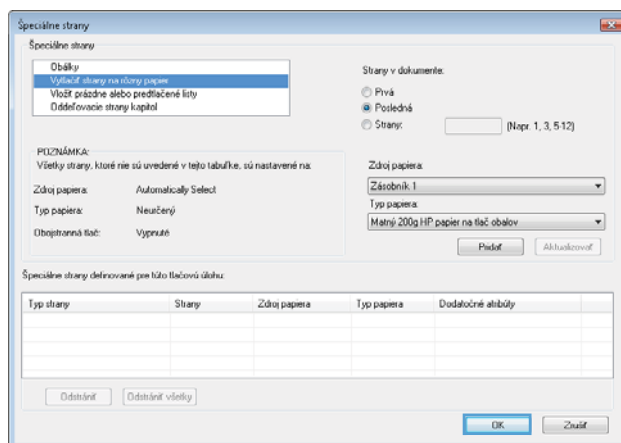 Špeciálne strany
Špeciálne strany
Obálky
Vytlačiť strany na rôzny papier
Vložiť prázdne alebo predtlačené listy
Oddeľovacie strany kapitol
Strany v dokumente:
Prvá
Posledná
Strany: (Napr. 1, 3, 5-12)
POZNÁMKA:
Všetky strany, ktoré nie sú uvedené v tejto tabuľke, sú nastavené na:
Zdroj papiera: Automatically Select
Typ papiera: Neurčený
Obojstranná tlač: Vypnuté
Zdroj papiera:
Zásobník 1
Typ papiera:
Matný 200g HP papier na tlač obalov
Pridať Aktualizovať
Špeciálne strany definované pre túto tlačovú úlohu:
Typ strany Strany Zdroj papiera Typ papiera Dodatočné atribúty
Odstrániť Odstrániť všetky
OK Zrušiť